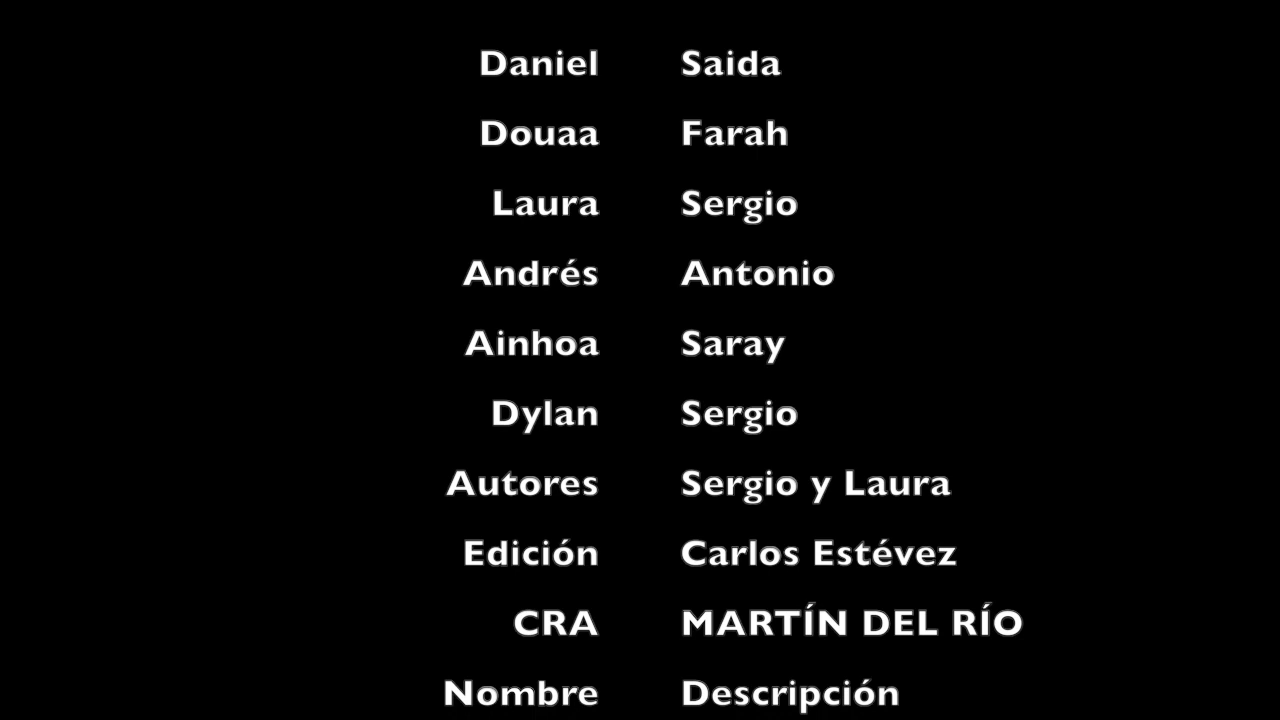 Daniel Saida
Douaa Farah
Laura Sergio
Andrés Antonio
Ainhoa Saray
Dylan Sergio
Autores Sergio y Laura
Edición Carlos Estévez
CRA MARTÍN DEL RÍO
Nombre Descripción